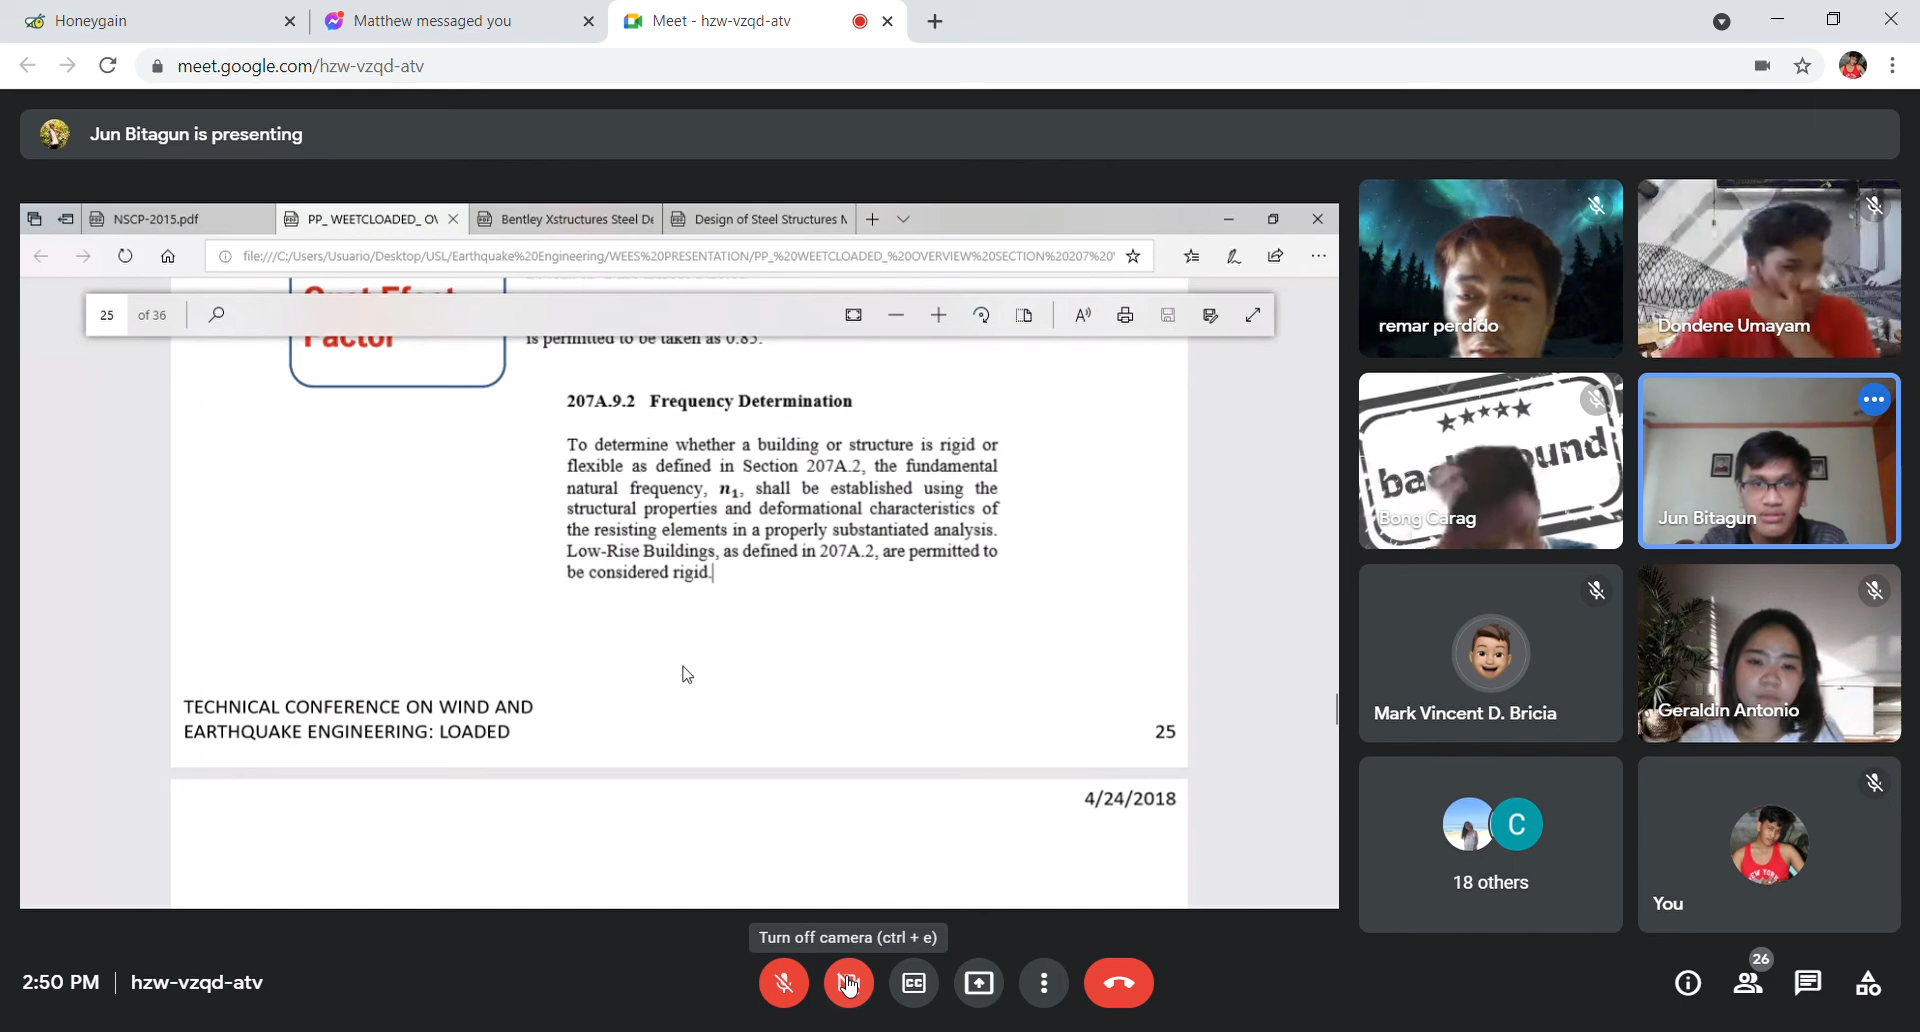 Honeygain
Matthew messaged you
Meet - hzw-vzqd-atv
meet.google.com/hzw-vzqd-atv
Jun Bitagun is presenting
NSCP-2015.pdf
PP_ WEETCLOADED_ O
Bentley Xstructures Steel De
Design of Steel Structures
file:///C:/Users/Usuario/Desktop/USL/Earthquake%20Engineering/WEES%20PRESENTATION/PP_%20WEETCLOADED_%20OVERVIEW%20SECTION%20207%20'
25 of 36
Factor
is permitted to be taken as 0.85.
207A.9.2 Frequency Determination
To determine whether a building or structure is rigid or
flexible as defined in Section 207A.2, the fundamental
natural frequency, n₁, shall be established using the
structural properties and deformational characteristics of
the resisting elements in a properly substantiated analysis.
Low-Rise Buildings, as defined in 207A.2, are permitted to
be considered rigid.
TECHNICAL CONFERENCE ON WIND AND
EARTHQUAKE ENGINEERING: LOADED
25
4/24/2018
remar perdido
Dondene Umayam
Bong Carag
Jun Bitagun
Mark Vincent D. Bricia
Geraldin Antonio
C
18 others
You
Turn off camera (ctrl + e)
2:50 PM
hzw-vzqd-atv
CC
26